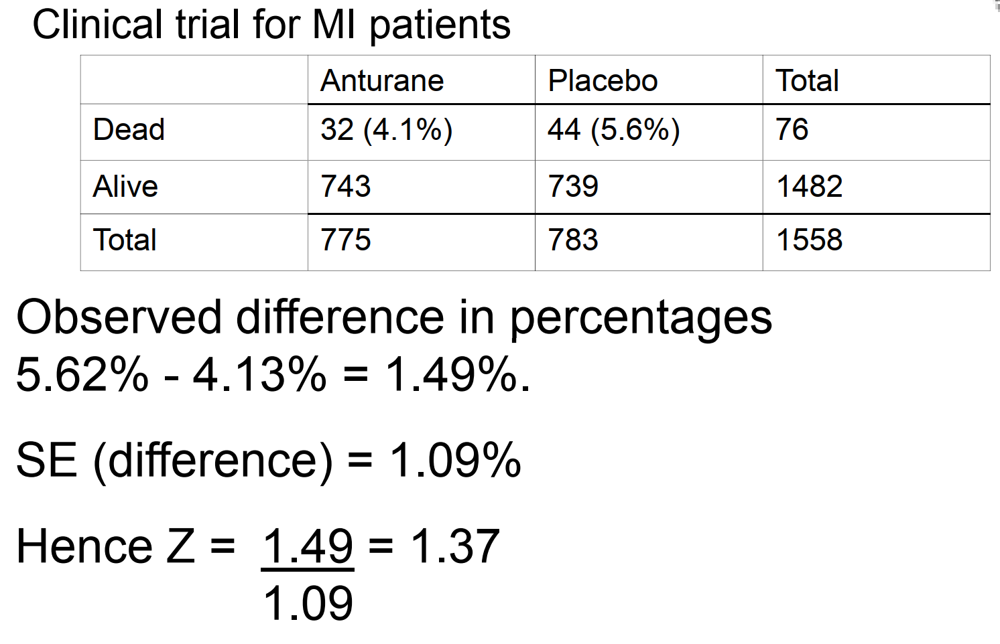 Clinical trial for MI patients
Anturane Placebo Total
Dead 32 (4.1%) 44 (5.6%) 76
Alive 743 739 1482
Total 775 783 1558
Observed difference in percentages
5.62% - 4.13% = 1.49%.
SE (difference) = 1.09%
Hence Z = 1.49 = 1.37
1.09